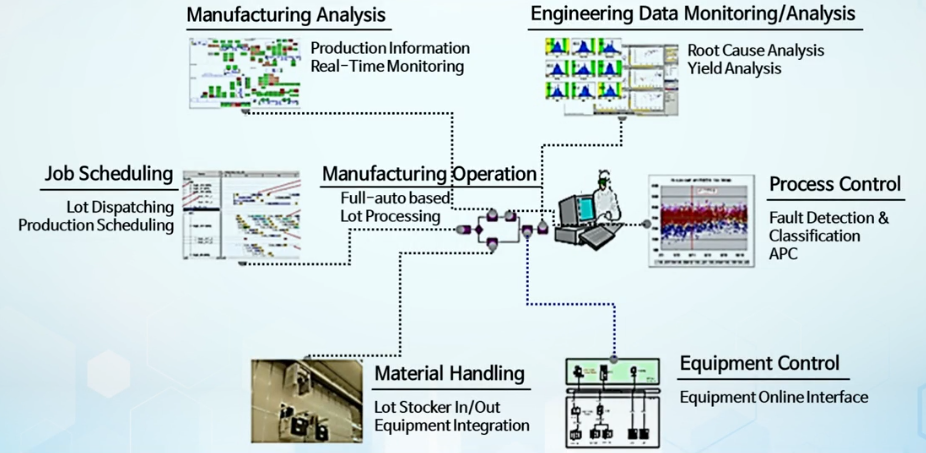 Manufacturing Analysis
Production Information
Real-Time Monitoring
Engineering Data Monitoring/Analysis
Root Cause Analysis
Yield Analysis
Job Scheduling
Lot Dispatching
Production Scheduling
Manufacturing Operation
Full-auto based
Lot Processing
Process Control
Fault Detection &
Classification
APC
Material Handling
Lot Stocker In/Out
Equipment Integration
Equipment Control
Equipment Online Interface